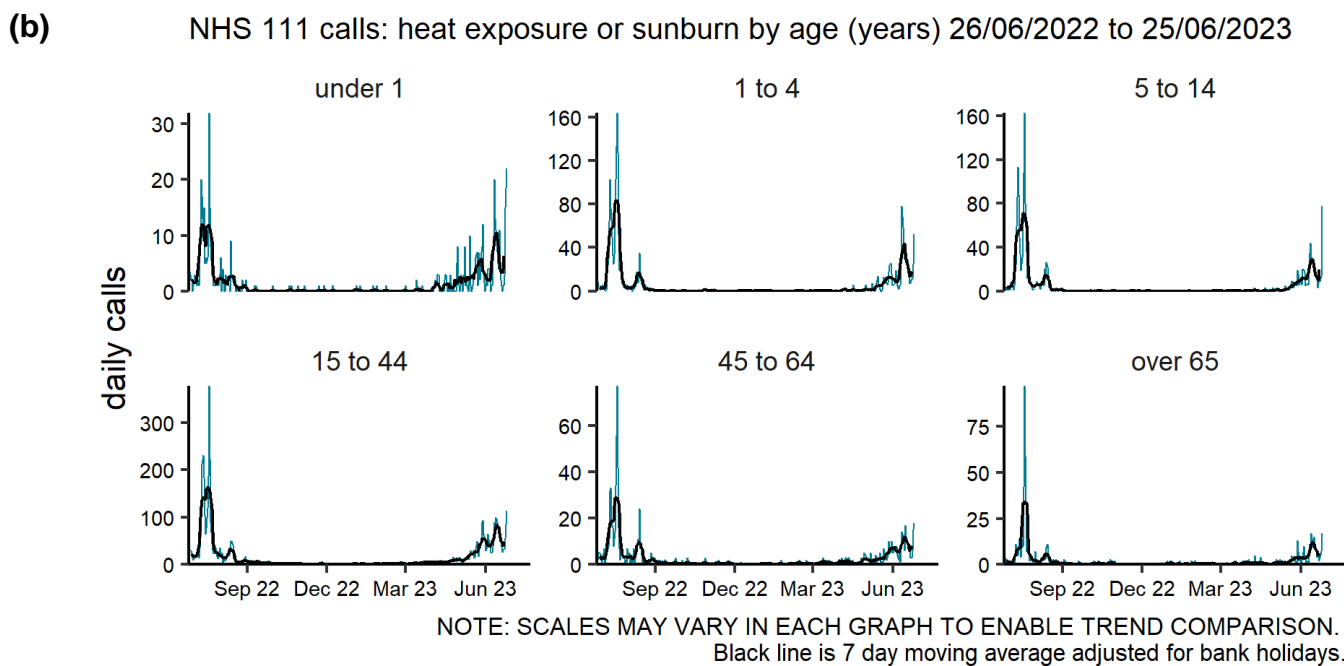 (b)
NHS 111 calls: heat exposure or sunburn by age (years) 26/06/2022 to 25/06/2023
daily calls
under 1
30
20
10
0
1 to 4
160
120
80
40
0
5 to 14
160
120
80
40
0
15 to 44
300
200
100
0
Sep 22 Dec 22 Mar 23 Jun 23
45 to 64
60
40
20
0
Sep 22 Dec 22 Mar 23 Jun 23
over 65
75
50
25
0
Sep 22 Dec 22 Mar 23 Jun 23
NOTE: SCALES MAY VARY IN EACH GRAPH TO ENABLE TREND COMPARISON.
Black line is 7 day moving average adjusted for bank holidays.